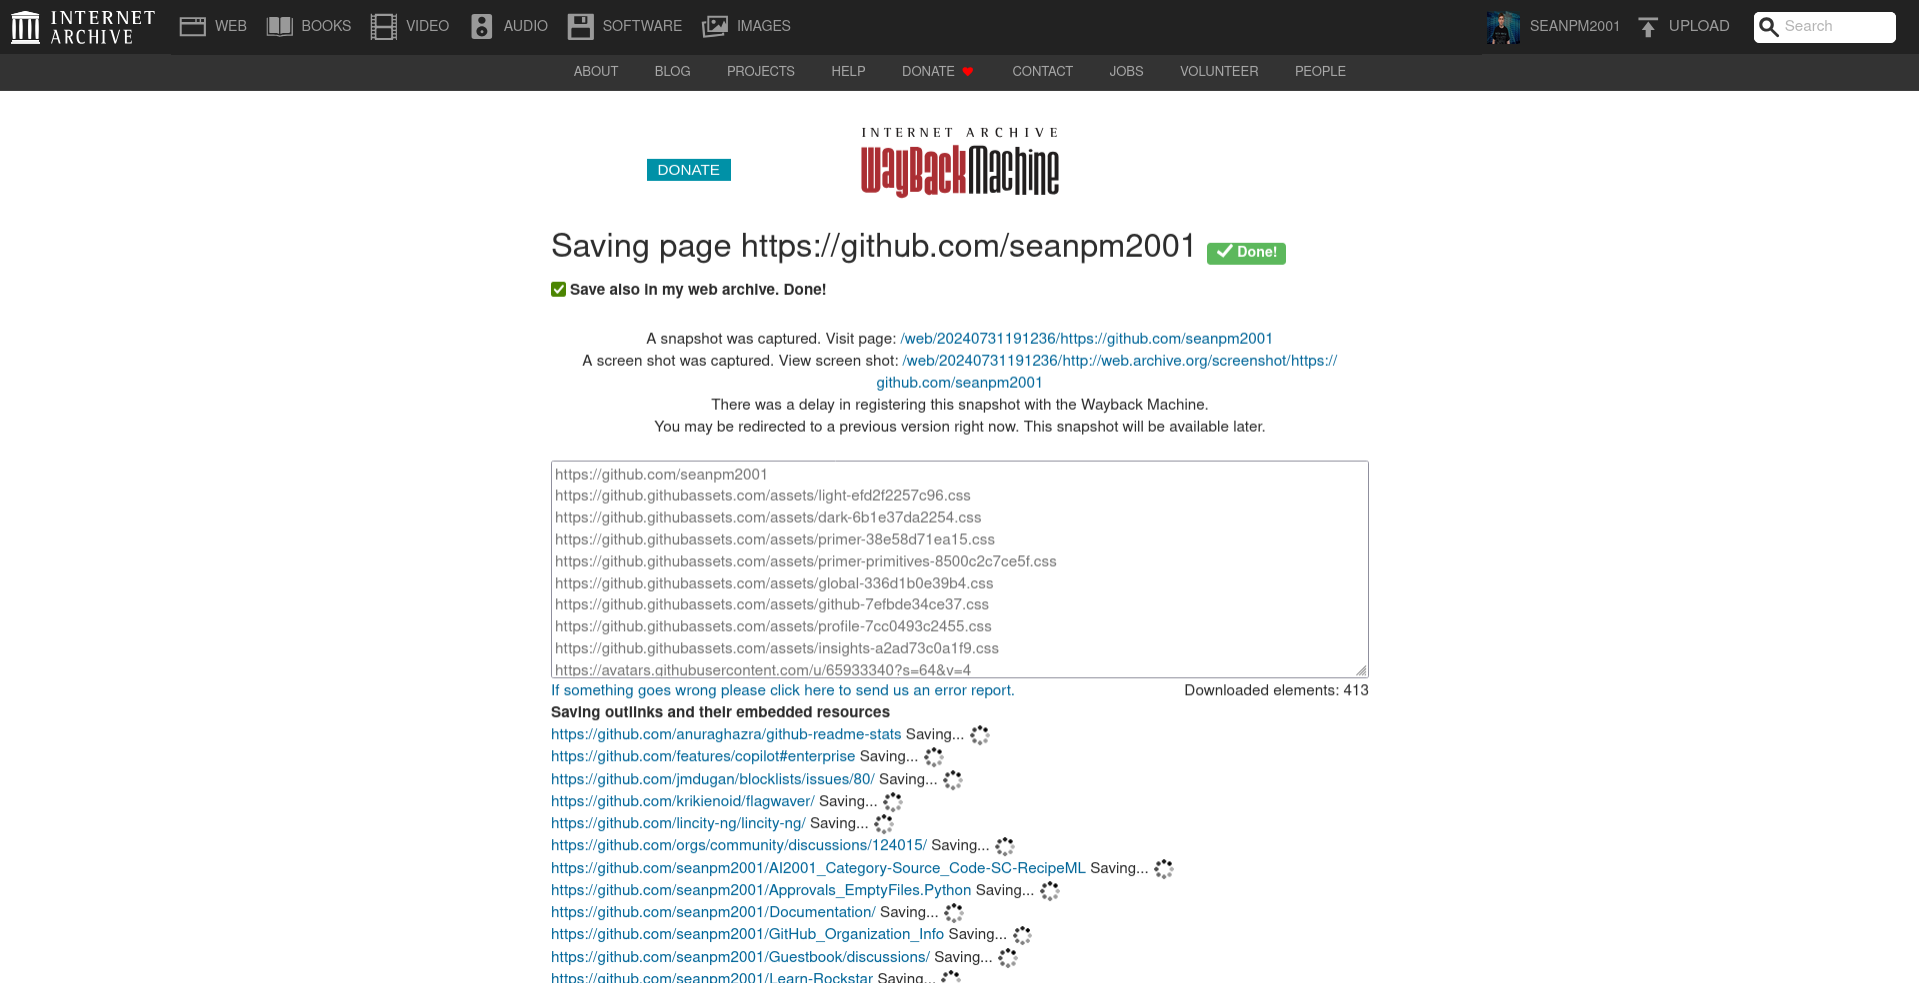 INTERNET ARCHIVE
WEB BOOKS VIDEO AUDIO SOFTWARE IMAGES SEANPM2001 UPLOAD Search
ABOUT BLOG PROJECTS HELP DONATE CONTACT JOBS VOLUNTEER PEOPLE
INTERNET ARCHIVE
WayBackMachine
DONATE
Saving page https://github.com/seanpm2001 Done!
Save also in my web archive. Done!
A snapshot was captured. Visit page: /web/20240731191236/https://github.com/seanpm2001
A screen shot was captured. View screen shot: /web/20240731191236/http://web.archive.org/screenshot/https://
github.com/seanpm2001
There was a delay in registering this snapshot with the Wayback Machine.
You may be redirected to a previous version right now. This snapshot will be available later.
https://github.com/seanpm2001
https://github.githubassets.com/assets/light-efd2f2257c96.css
https://github.githubassets.com/assets/dark-6b1e37da2254.css
https://github.githubassets.com/assets/primer-38e58d71ea15.css
https://github.githubassets.com/assets/primer-primitives-8500c2c7ce5f.css
https://github.githubassets.com/assets/global-336d1b0e39b4.css
https://github.githubassets.com/assets/github-7efbde34ce37.css
https://github.githubassets.com/assets/profile-7cc0493c2455.css
https://github.githubassets.com/assets/insights-a2ad73c0a1f9.css
https://avatars.githubusercontent.com/u/65933340?s=64&v=4
If something goes wrong please click here to send us an error report. Downloaded elements: 413
Saving outlinks and their embedded resources
https://github.com/anuraghazra/github-readme-stats Saving...
https://github.com/features/copilot#enterprise Saving...
https://github.com/jmdugan/blocklists/issues/80/ Saving...
https://github.com/krikienoid/flagwaver/ Saving...
https://github.com/lincity-ng/lincity-ng/ Saving...
https://github.com/orgs/community/discussions/124015/ Saving...
https://github.com/seanpm2001/AI2001_Category-Source_Code-SC-RecipeML Saving...
https://github.com/seanpm2001/Approvals_EmptyFiles.Python Saving...
https://github.com/seanpm2001/Documentation/ Saving...
https://github.com/seanpm2001/GitHub_Organization_Info Saving...
https://github.com/seanpm2001/Guestbook/discussions/ Saving...
https://github.com/seanpm2001/Learn-Rockstar Saving...